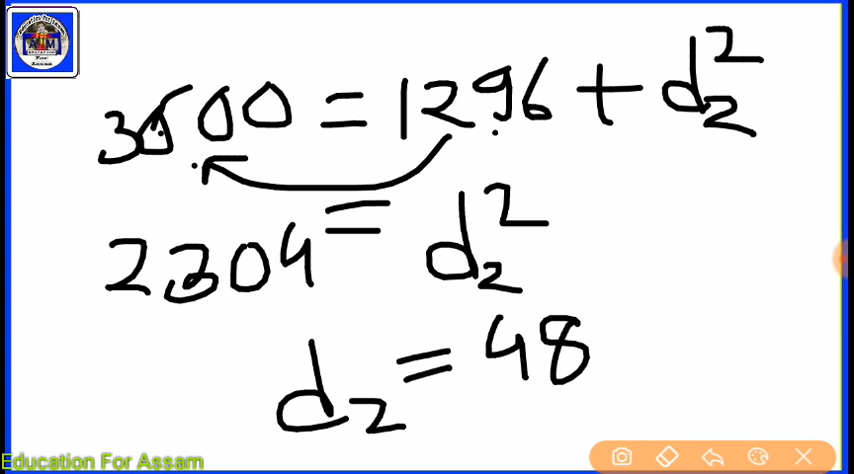 3600 = 1296 + d₂²
2304 = d₂²
d₂ = 48
Education For Assam